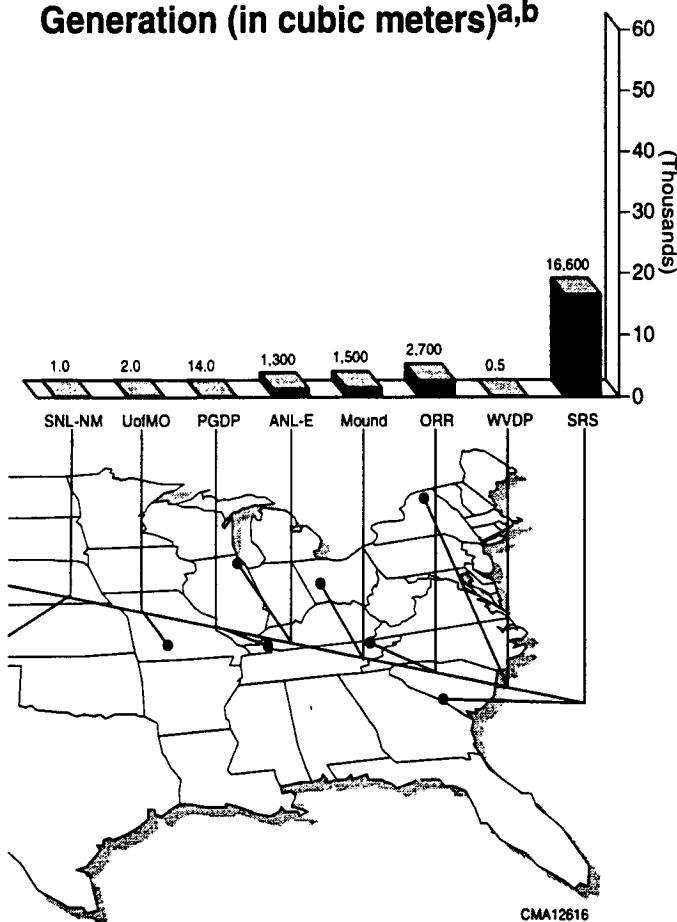 Generation (in cubic meters)a,b
60
50
40
30
20
10
0
(Thousands)
1.0 2.0 14.0 1,300 1,500 2,700 0.5 16,600
SNL-NM UofMO PGDP ANL-E Mound ORR WVDP SRS
CMA12616